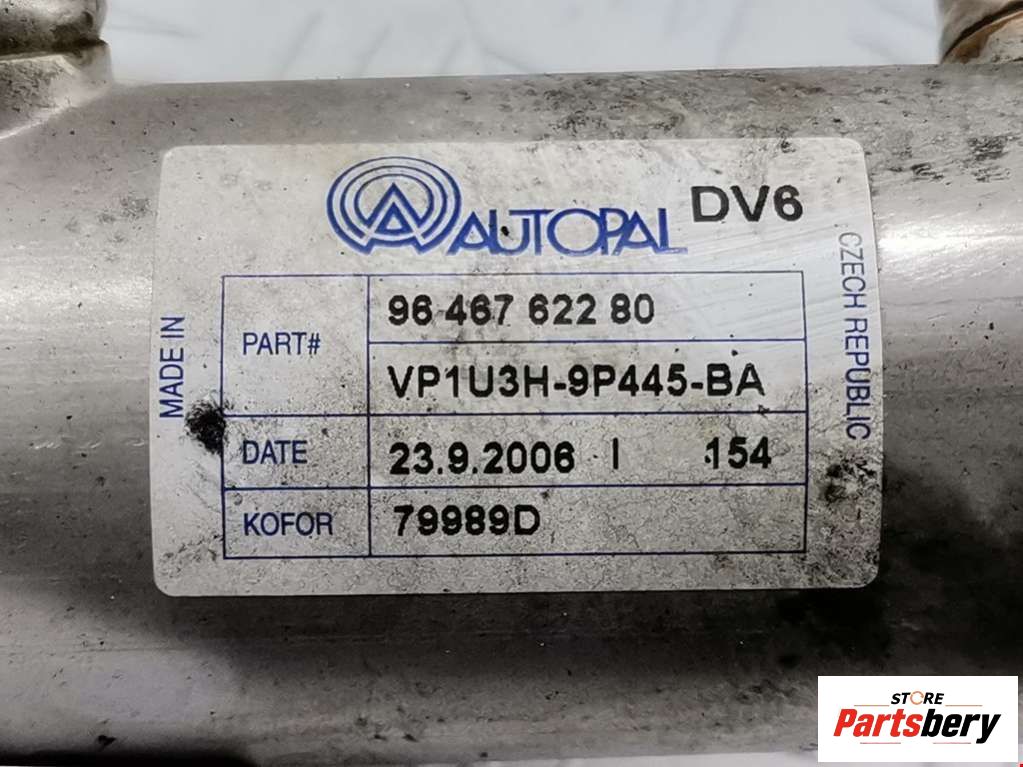 AUTOPAL DV6
MADE IN
CZECH REPUBLIC
PART# 96 467 622 80
VP1U3H-9P445-BA
DATE 23.9.2006 I 154
KOFOR 79989D
STORE
Partsbery